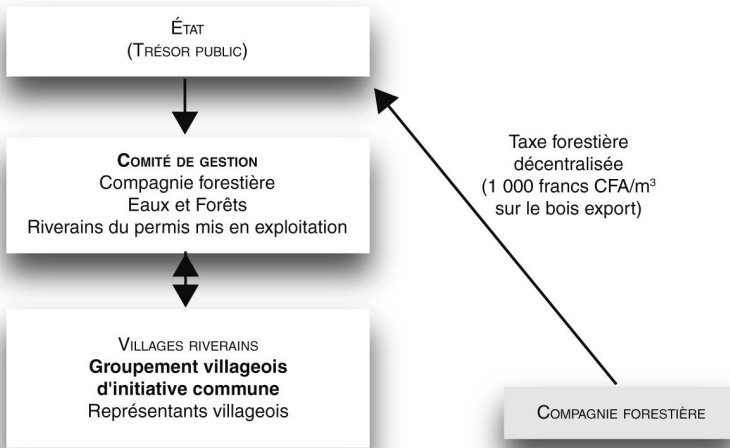 État
(Trésor public)
Comité de gestion
Compagnie forestière
Eaux et Forêts
Riverains du permis mis en exploitation
Villages riverains
Groupement villageois
d'initiative commune
Représentants villageois
Taxe forestière
décentralisée
(1 000 francs CFA/m³
sur le bois export)
Compagnie forestière